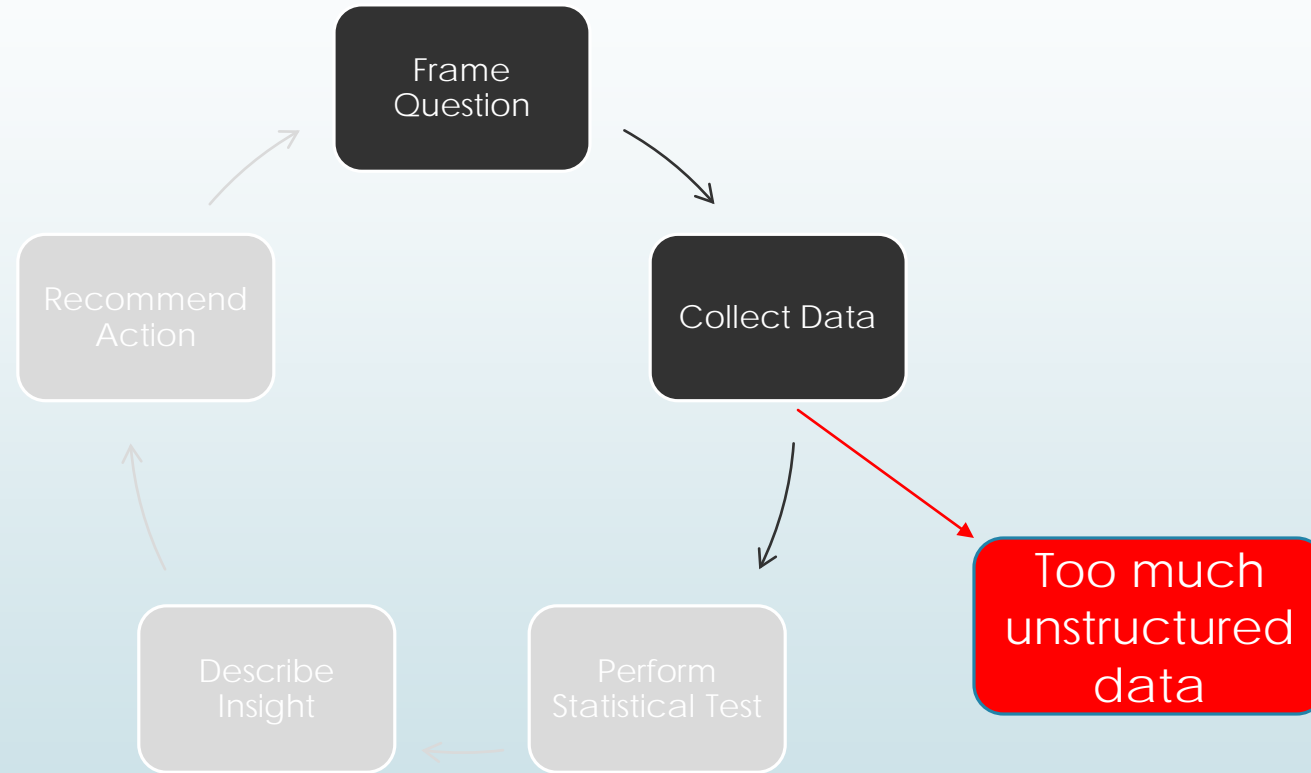 Frame
Question
Collect Data
Too much
unstructured
data
Perform
Statistical Test
Describe
Insight
Recommend
Action